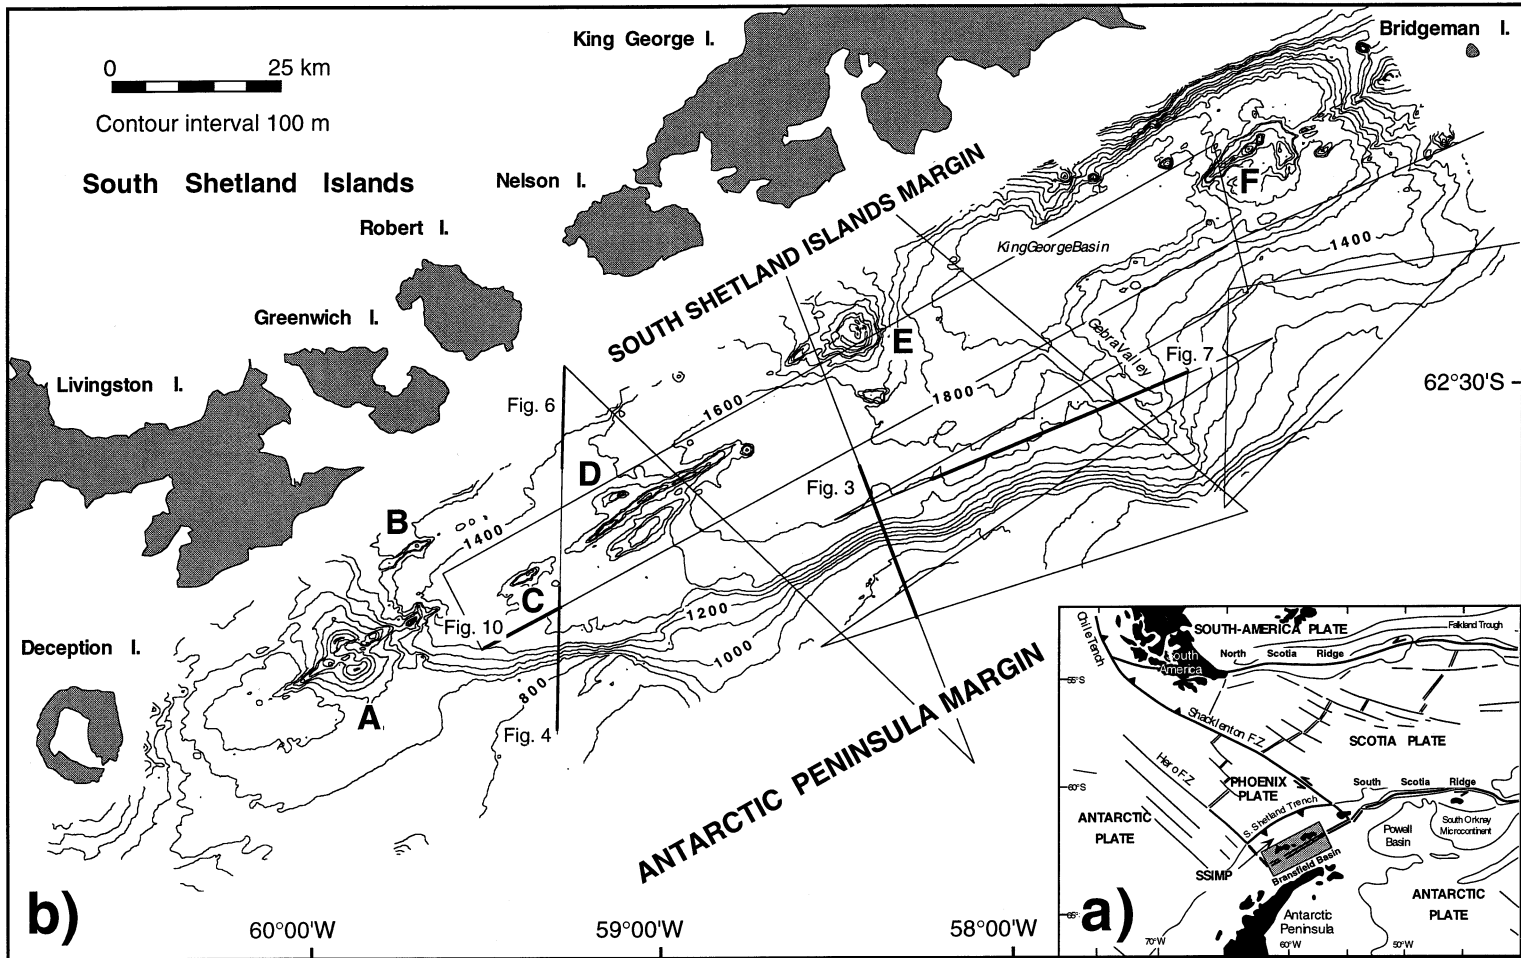 King George I.
Bridgeman I.
0 25 km
Contour interval 100 m
South Shetland Islands
Nelson I.
Robert I.
Greenwich I.
Livingston I.
Deception I.
SOUTH SHETLAND ISLANDS MARGIN
KingGeorgeBasin
F
1400
GebraValley
E
Fig. 7
62°30'S
1800
1600
Fig. 6
D
Fig. 3
B
1400
C
Fig. 10
1200
1000
800
A
Fig. 4
ANTARCTIC PENINSULA MARGIN
b)
60°00'W
59°00'W
58°00'W
Chile Trench
SOUTH-AMERICA PLATE
Falkland Trough
South
America
North Scotia Ridge
55°S
Shacklenton F.Z.
SCOTIA PLATE
Hero F.Z.
PHOENIX
PLATE
South Scotia Ridge
60°S
S. Shetland Trench
ANTARCTIC
PLATE
Powell
Basin
South Orkney
Microcontinent
SSIMP
Bransfield Basin
ANTARCTIC
PLATE
a)
65°
Antarctic
Peninsula
70°W
60°W
50°W